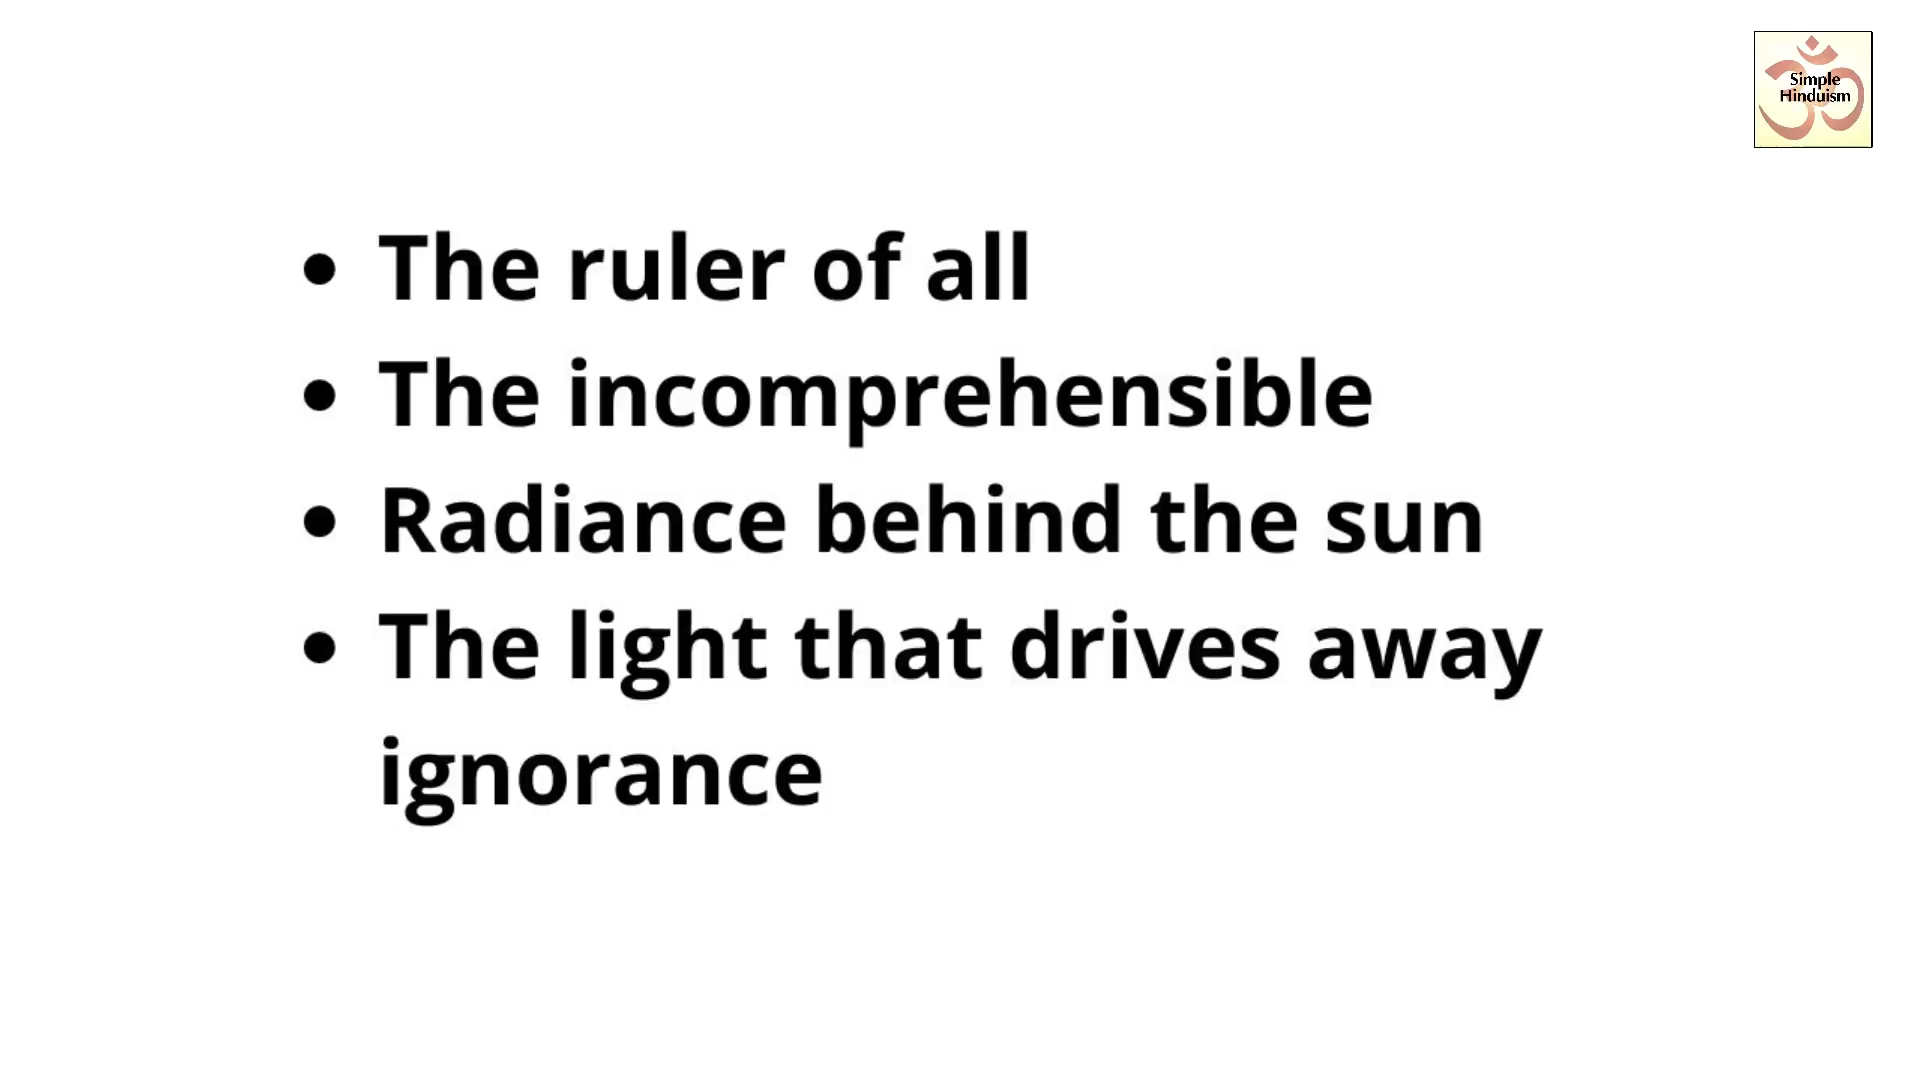 Simple
Hinduism
• The ruler of all
• The incomprehensible
• Radiance behind the sun
• The light that drives away
ignorance